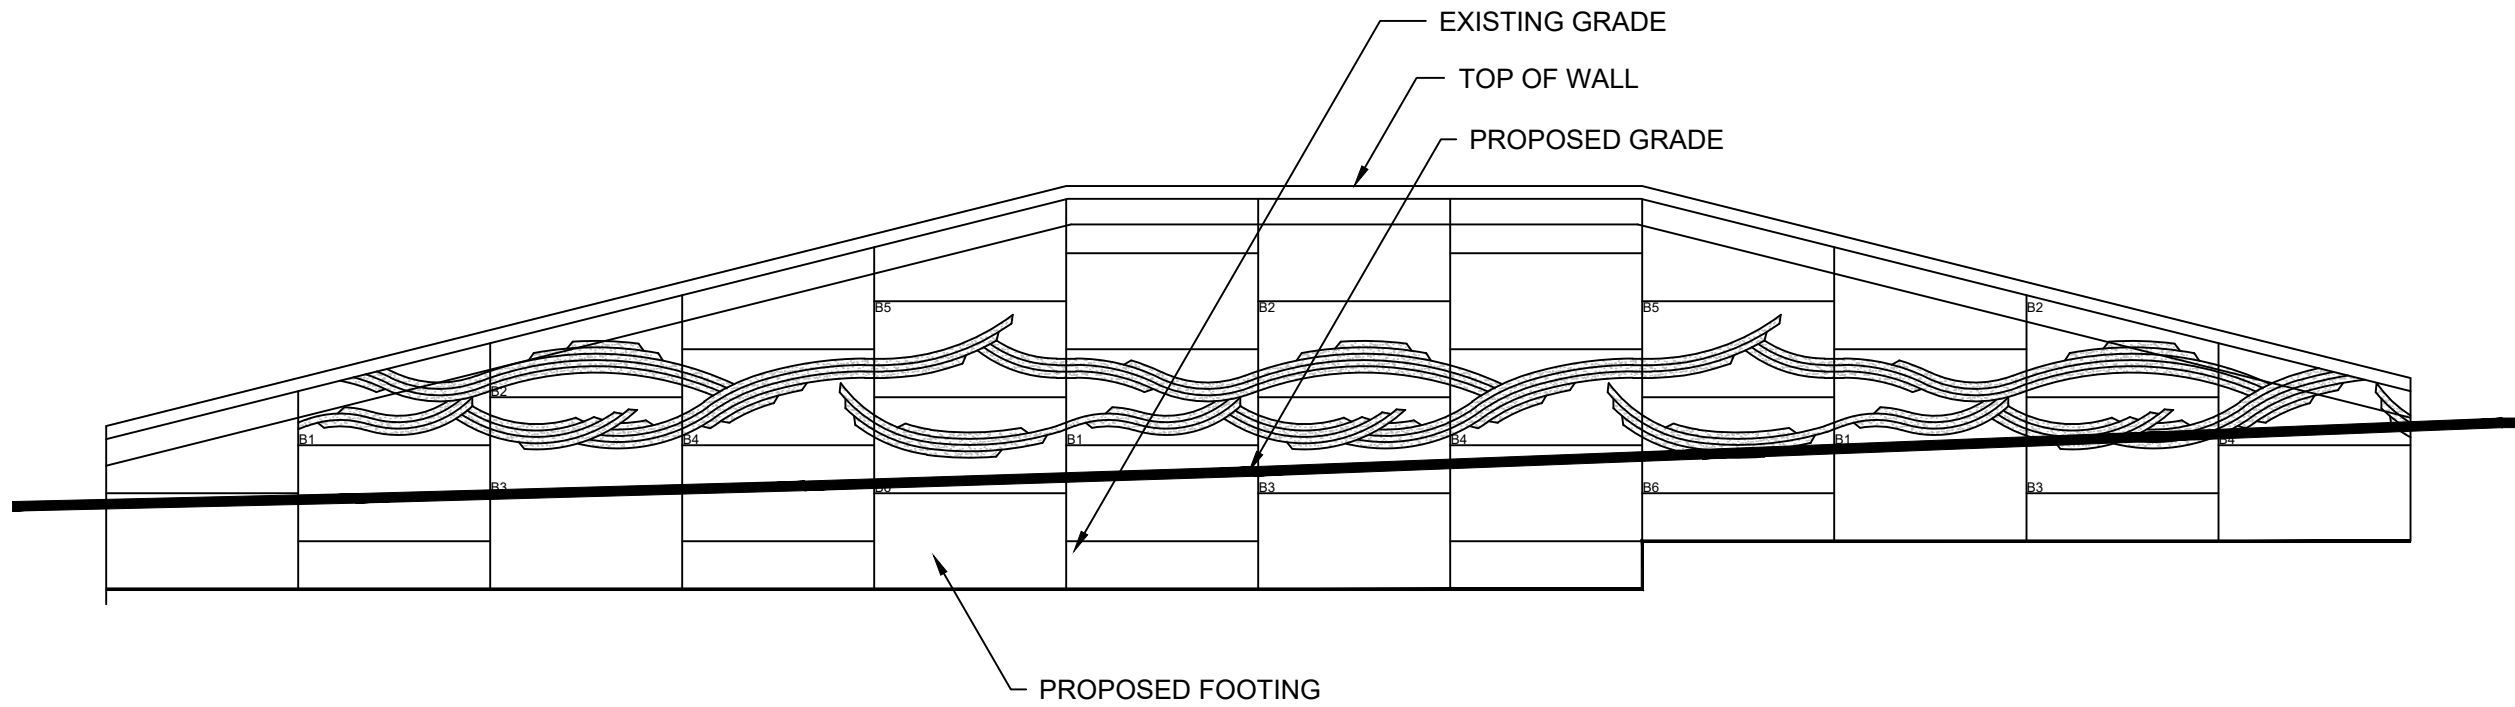 EXISTING GRADE
TOP OF WALL
PROPOSED GRADE
B5
B2
B5
B2
B2
B1
B4
B1
B4
B1
B4
B3
B6
B3
B6
B3
PROPOSED FOOTING